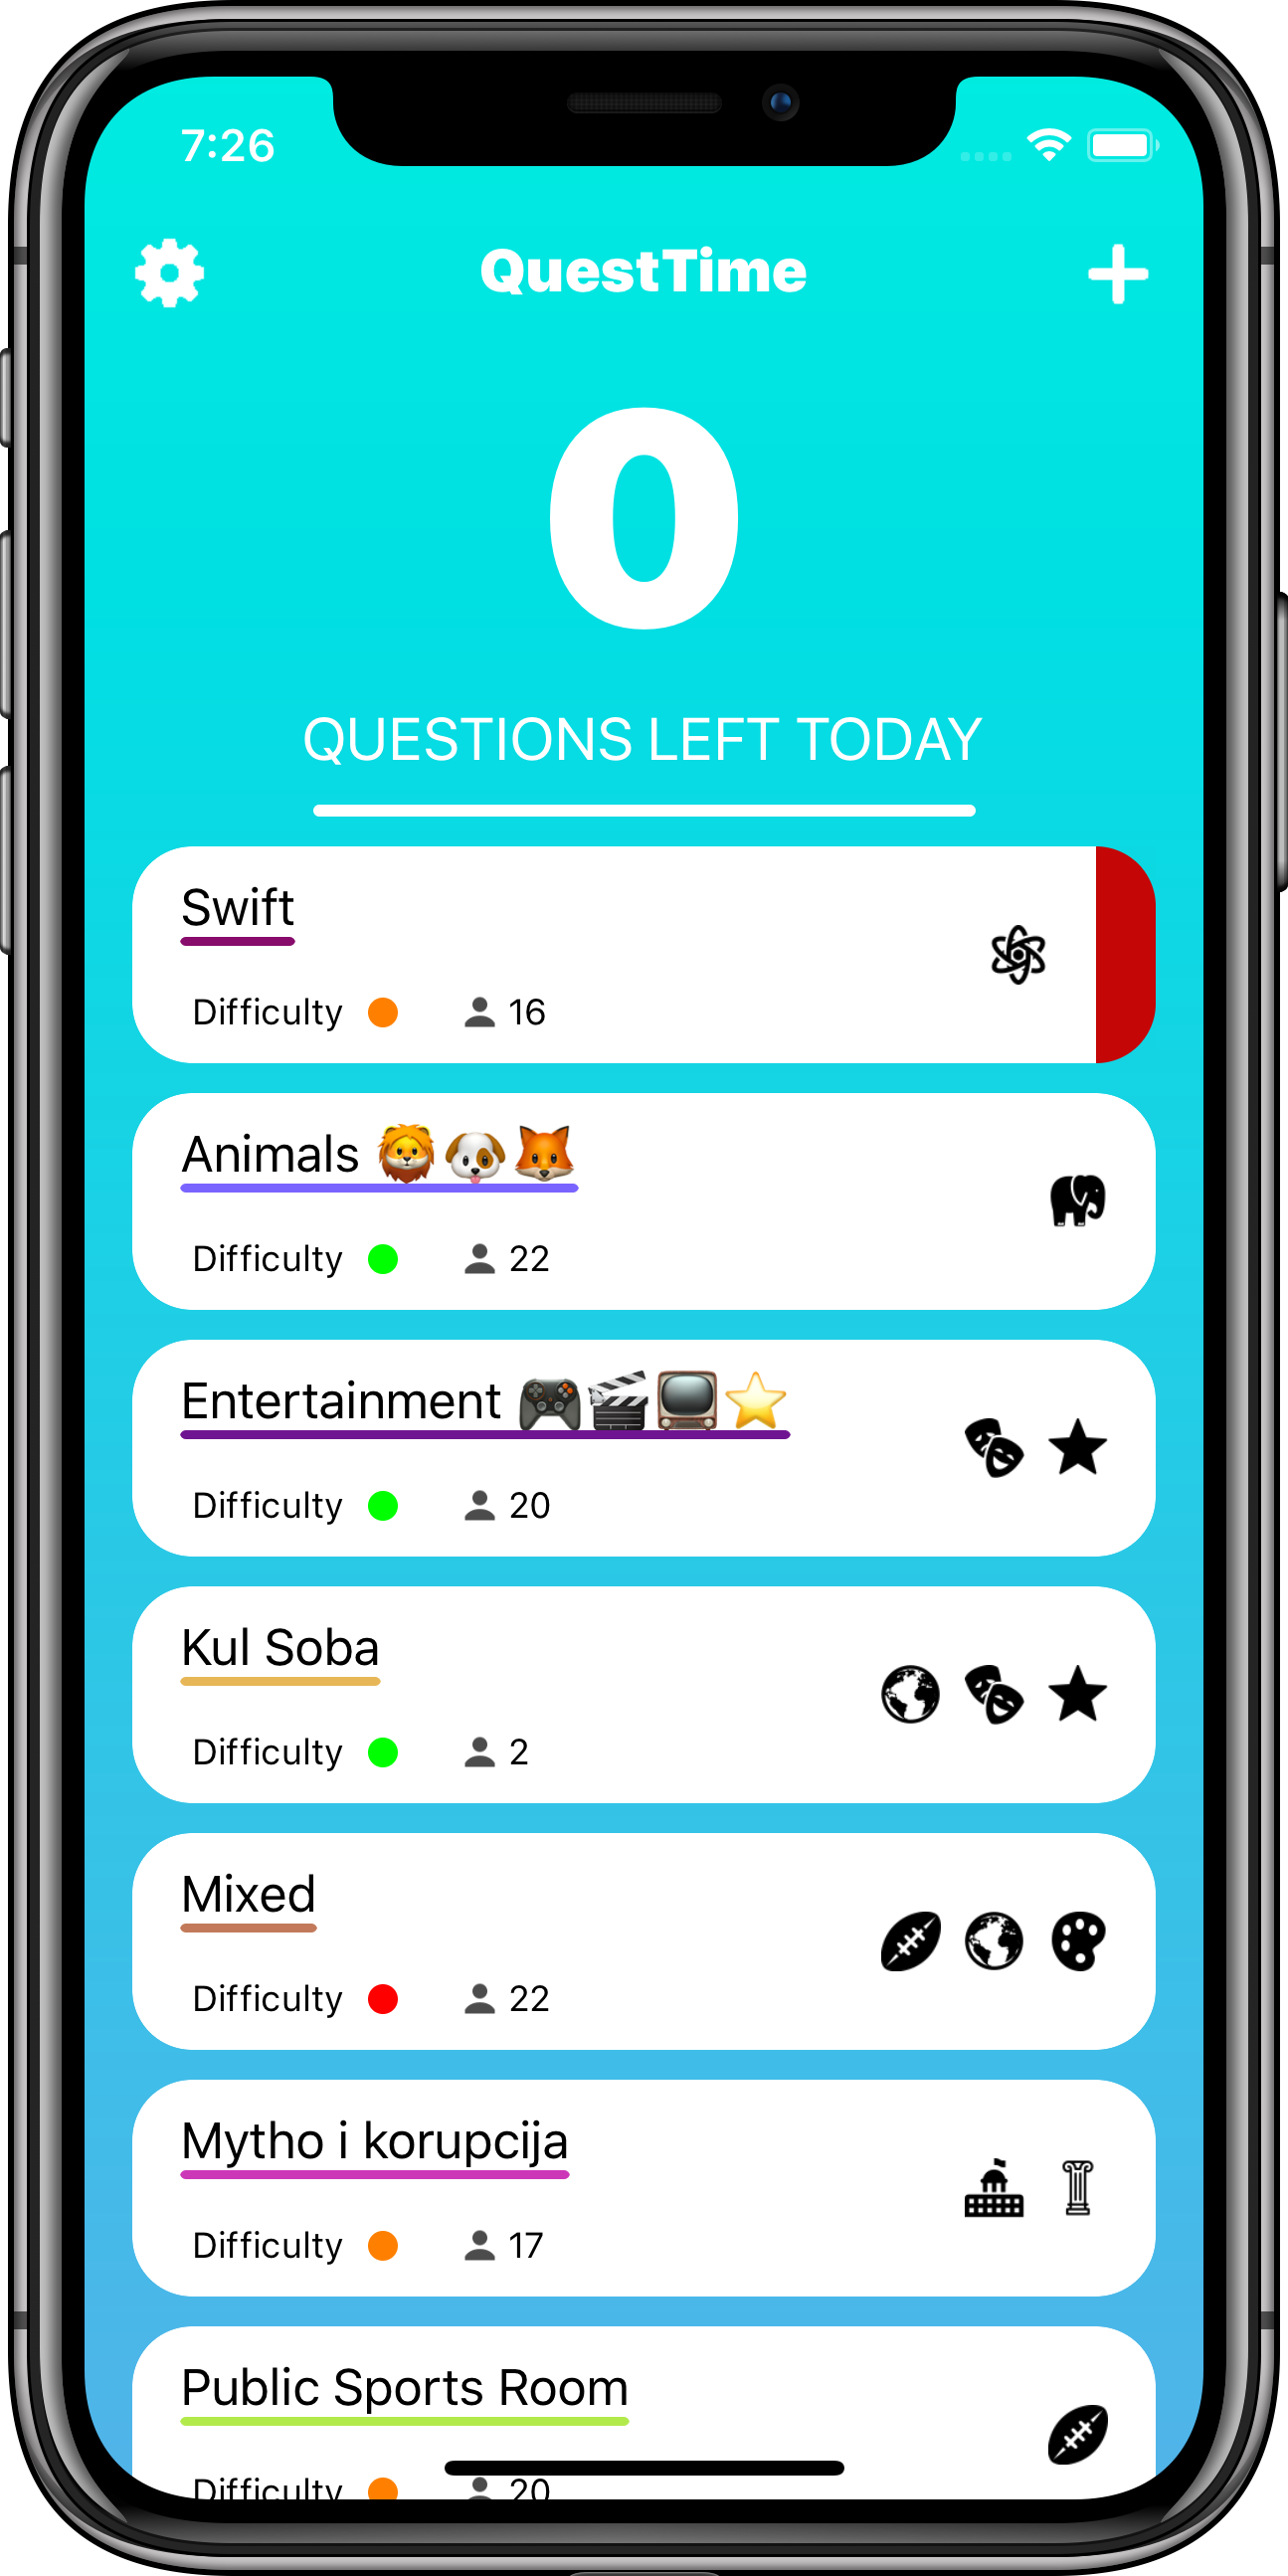 7:26
QuestTime
0
QUESTIONS LEFT TODAY
Swift
Difficulty 16
Animals 🦁🐶🦊
Difficulty 22
Entertainment 🎮🎬📺⭐
Difficulty 20
Kul Soba
Difficulty 2
Mixed
Difficulty 22
Mytho i korupcija
Difficulty 17
Public Sports Room
Difficulty 20